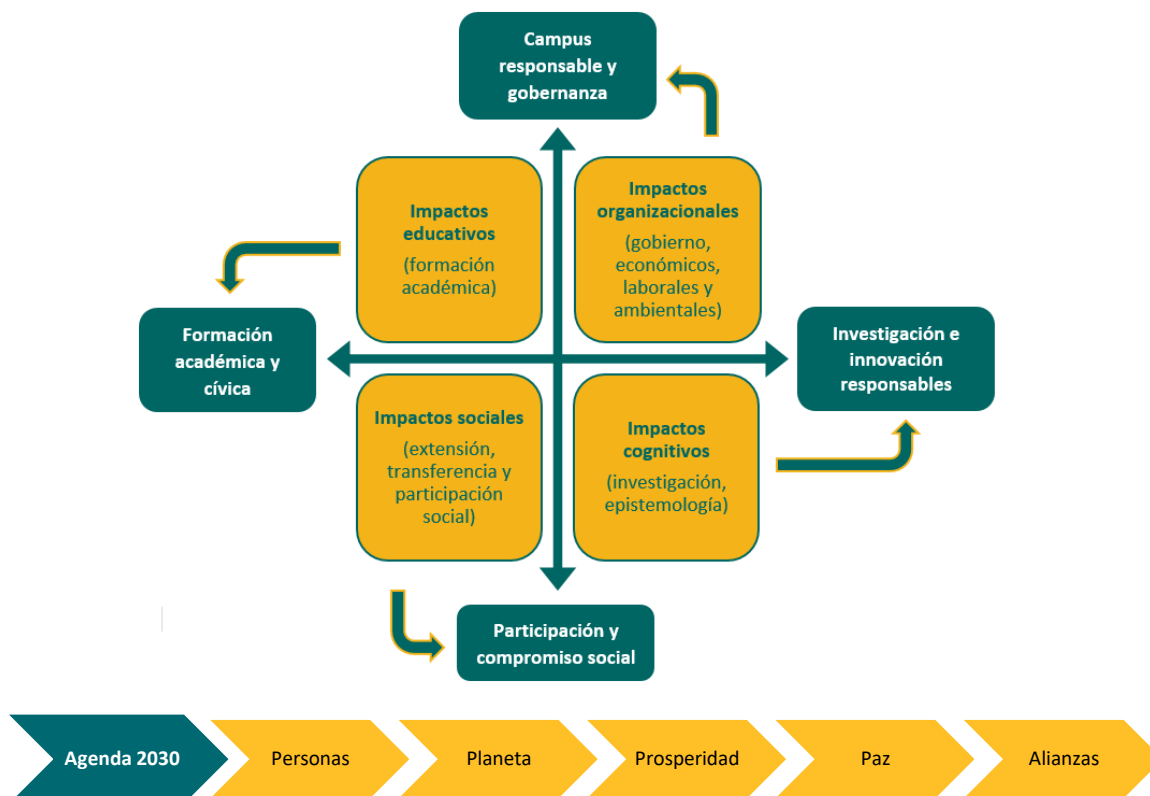 Campus
responsable y
gobernanza
Impactos
educativos
(formación
académica)
Impactos
organizacionales
(gobierno,
económicos,
laborales y
ambientales)
Formación
académica y
cívica
Investigación e
innovación
responsables
Impactos sociales
(extensión,
transferencia y
participación
social)
Impactos
cognitivos
(investigación,
epistemología)
Participación y
compromiso social
Agenda 2030
Personas
Planeta
Prosperidad
Paz
Alianzas